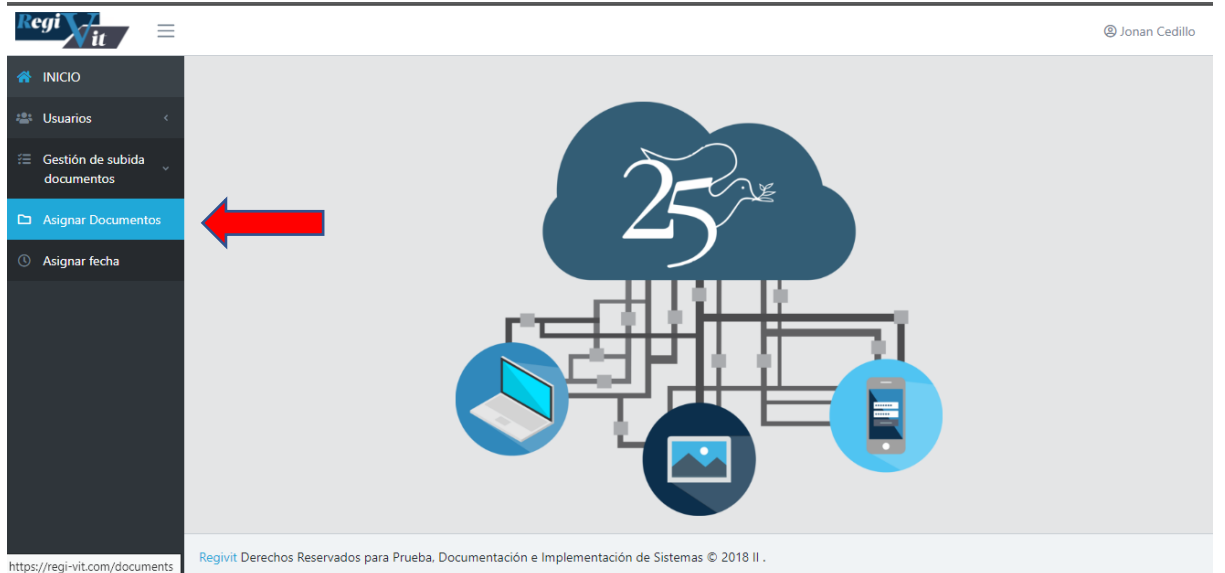 Regi Vit
Jonan Cedillo
INICIO
Usuarios
Gestión de subida
documentos
Asignar Documentos
Asignar fecha
25
Regivit Derechos Reservados para Prueba, Documentación e Implementación de Sistemas © 2018 II .
https://regi-vit.com/documents